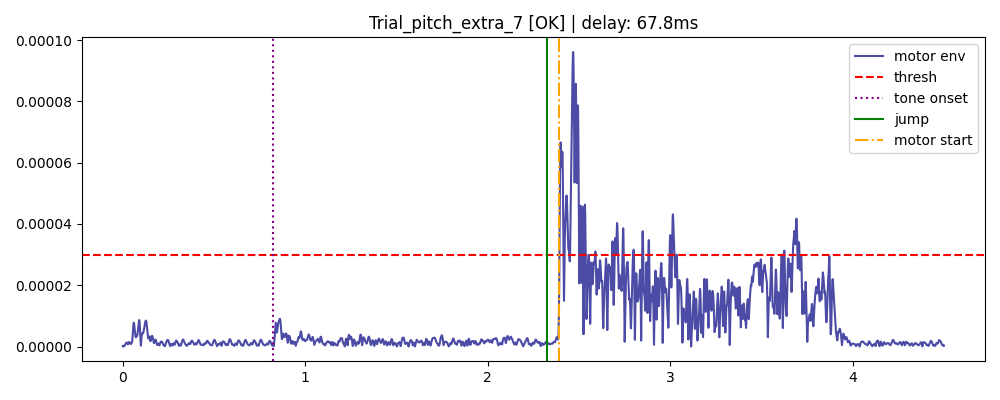 Trial_pitch_extra_7 [OK] | delay: 67.8ms
0.00010
0.00008
0.00006
0.00004
0.00002
0.00000
motor env
thresh
tone onset
jump
motor start
0 1 2 3 4